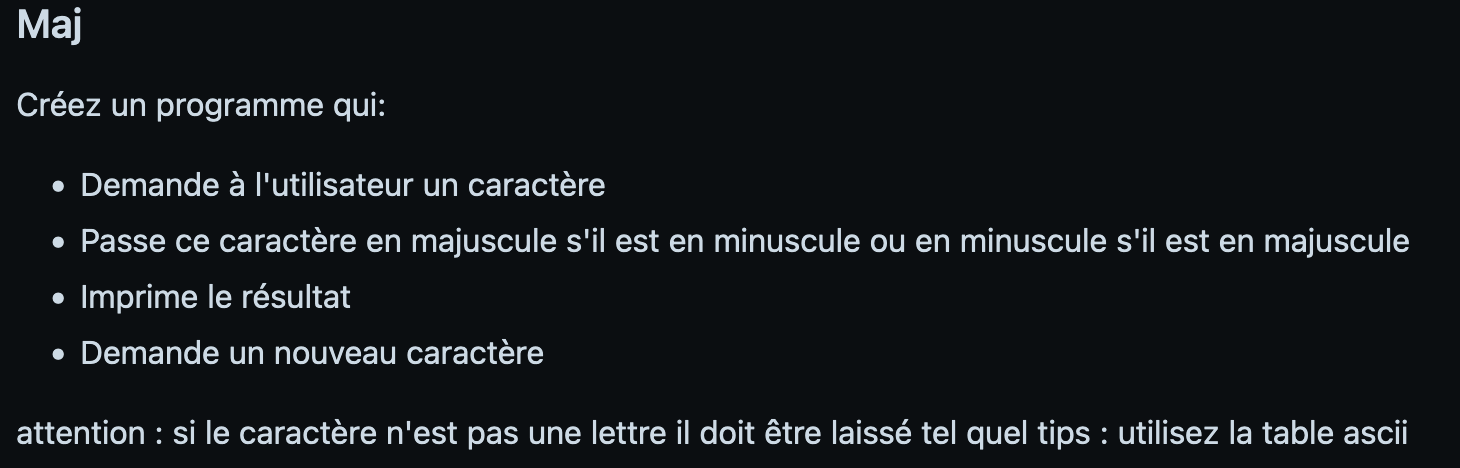 Maj
Créez un programme qui:
• Demande à l'utilisateur un caractère
• Passe ce caractère en majuscule s'il est en minuscule ou en minuscule s'il est en majuscule
• Imprime le résultat
• Demande un nouveau caractère
attention : si le caractère n'est pas une lettre il doit être laissé tel quel tips : utilisez la table ascii